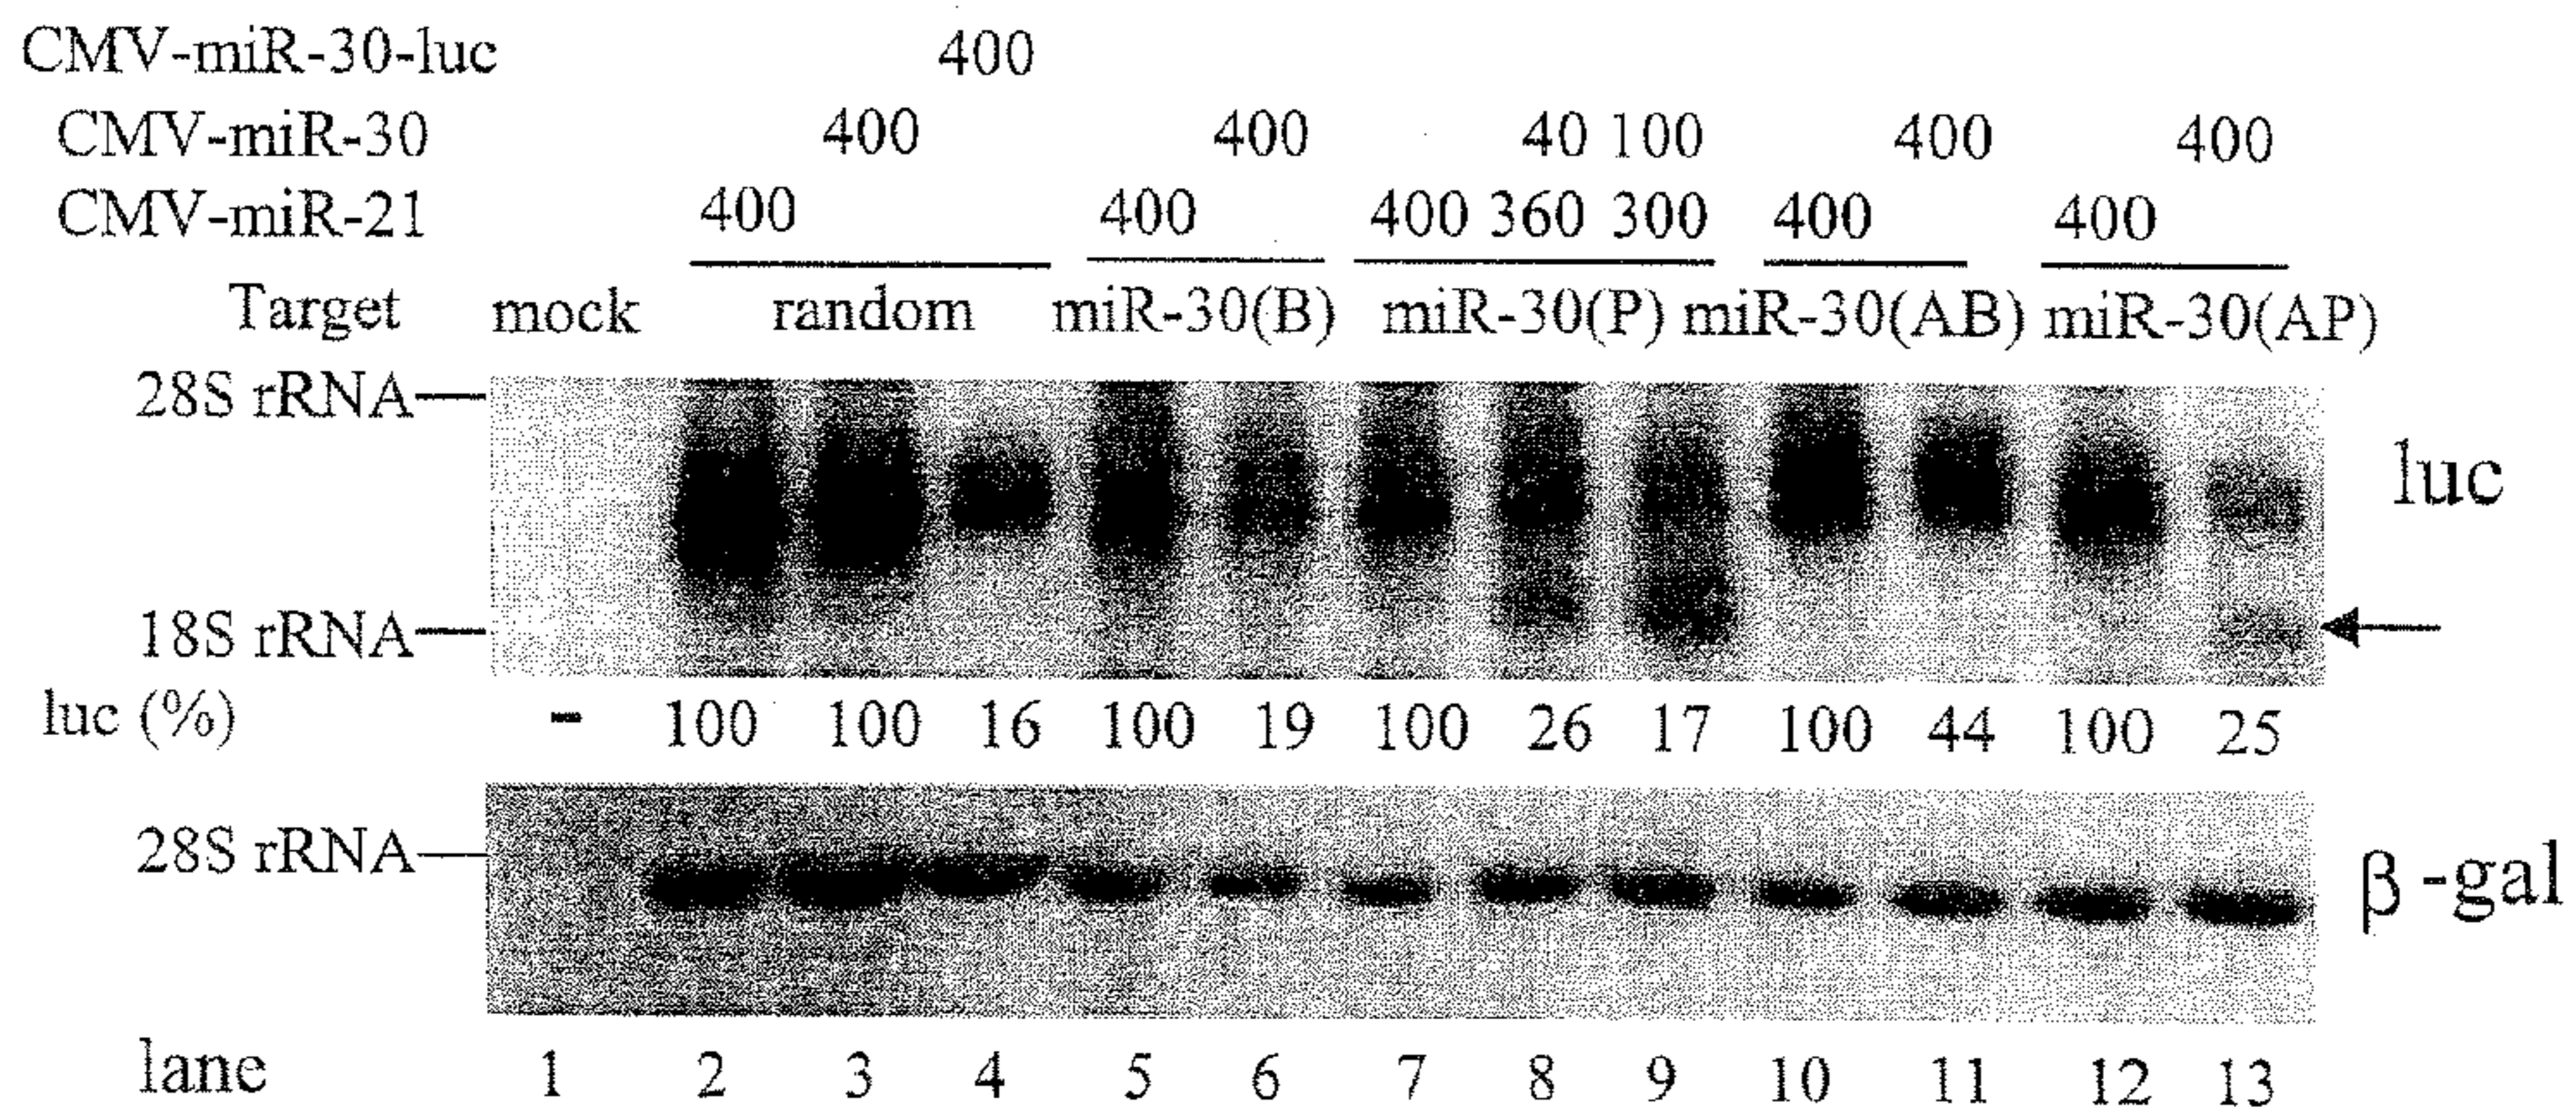 CMV-miR-30-luc 400
CMV-miR-30 400 400 40 100 400 400
CMV-miR-21 400 400 400 360 300 400 400
Target mock random miR-30(B) miR-30(P) miR-30(AB) miR-30(AP)
28S rRNA
luc
18S rRNA
luc (%) - 100 100 16 100 19 100 26 17 100 44 100 25
28S rRNA
β-gal
lane 1 2 3 4 5 6 7 8 9 10 11 12 13